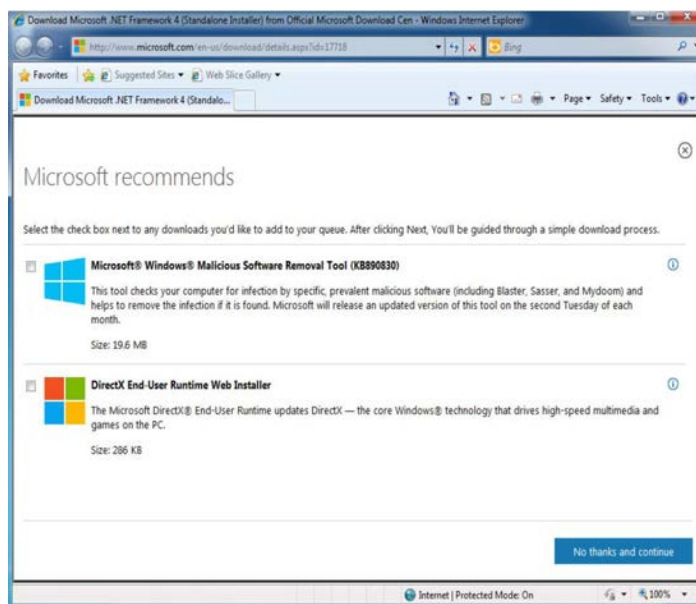 Download Microsoft .NET Framework 4 (Standalone Installer) from Official Microsoft Download Cen - Windows Internet Explorer
http://www.microsoft.com/en-us/download/details.aspx?id=17718
Bing
Favorites Suggested Sites Web Slice Gallery
Download Microsoft .NET Framework 4 (Standalo...
Page Safety Tools
Microsoft recommends
Select the check box next to any downloads you'd like to add to your queue. After clicking Next, You'll be guided through a simple download process.
Microsoft® Windows® Malicious Software Removal Tool (KB890830)
This tool checks your computer for infection by specific, prevalent malicious software (including Blaster, Sasser, and Mydoom) and
helps to remove the infection if it is found. Microsoft will release an updated version of this tool on the second Tuesday of each
month.
Size: 19.6 MB
DirectX End-User Runtime Web Installer
The Microsoft DirectX® End-User Runtime updates DirectX — the core Windows® technology that drives high-speed multimedia and
games on the PC.
Size: 286 KB
No thanks and continue
Internet | Protected Mode: On 100%